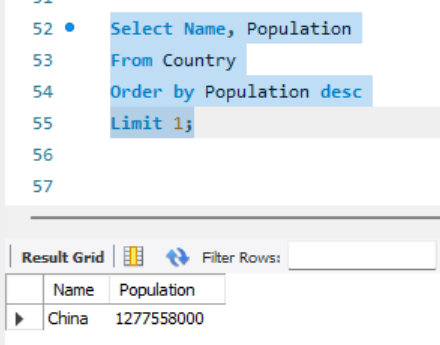 52 Select Name, Population
53 From Country
54 Order by Population desc
55 Limit 1;
56
57
Result Grid Filter Rows:
Name Population
China 1277558000